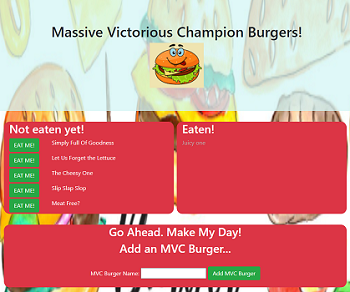 Massive Victorious Champion Burgers!
Not eaten yet!
EAT ME! Simply Full Of Goodness
EAT ME! Let Us Forget the Lettuce
EAT ME! The Cheesy One
EAT ME! Slip Slap Slop
EAT ME! Meat Free?
Eaten!
Juicy one
Go Ahead. Make My Day!
Add an MVC Burger...
MVC Burger Name: Add MVC Burger